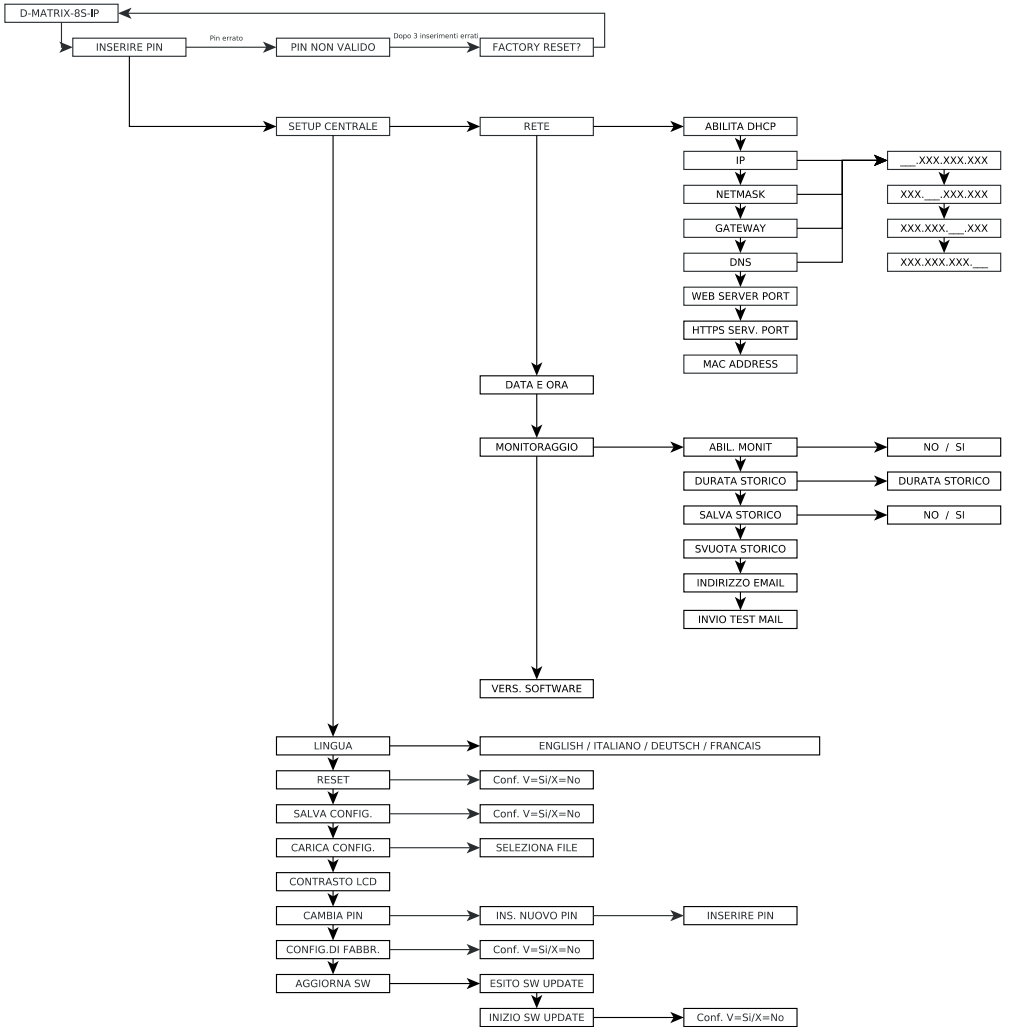 D-MATRIX-8S-IP
INSERIRE PIN
Pin errato
PIN NON VALIDO
Dopo 3 inserimenti errati
FACTORY RESET?
SETUP CENTRALE
RETE
ABILITA DHCP
IP
___.XXX.XXX.XXX
NETMASK
XXX.___.XXX.XXX
GATEWAY
XXX.XXX.___.XXX
DNS
XXX.XXX.XXX.___
WEB SERVER PORT
HTTPS SERV. PORT
MAC ADDRESS
DATA E ORA
MONITORAGGIO
ABIL. MONIT
NO / SI
DURATA STORICO
DURATA STORICO
SALVA STORICO
NO / SI
SVUOTA STORICO
INDIRIZZO EMAIL
INVIO TEST MAIL
VERS. SOFTWARE
LINGUA
ENGLISH / ITALIANO / DEUTSCH / FRANCAIS
RESET
Conf. V=Si/X=No
SALVA CONFIG.
Conf. V=Si/X=No
CARICA CONFIG.
SELEZIONA FILE
CONTRASTO LCD
CAMBIA PIN
INS. NUOVO PIN
INSERIRE PIN
CONFIG.DI FABBR.
Conf. V=Si/X=No
AGGIORNA SW
ESITO SW UPDATE
INIZIO SW UPDATE
Conf. V=Si/X=No